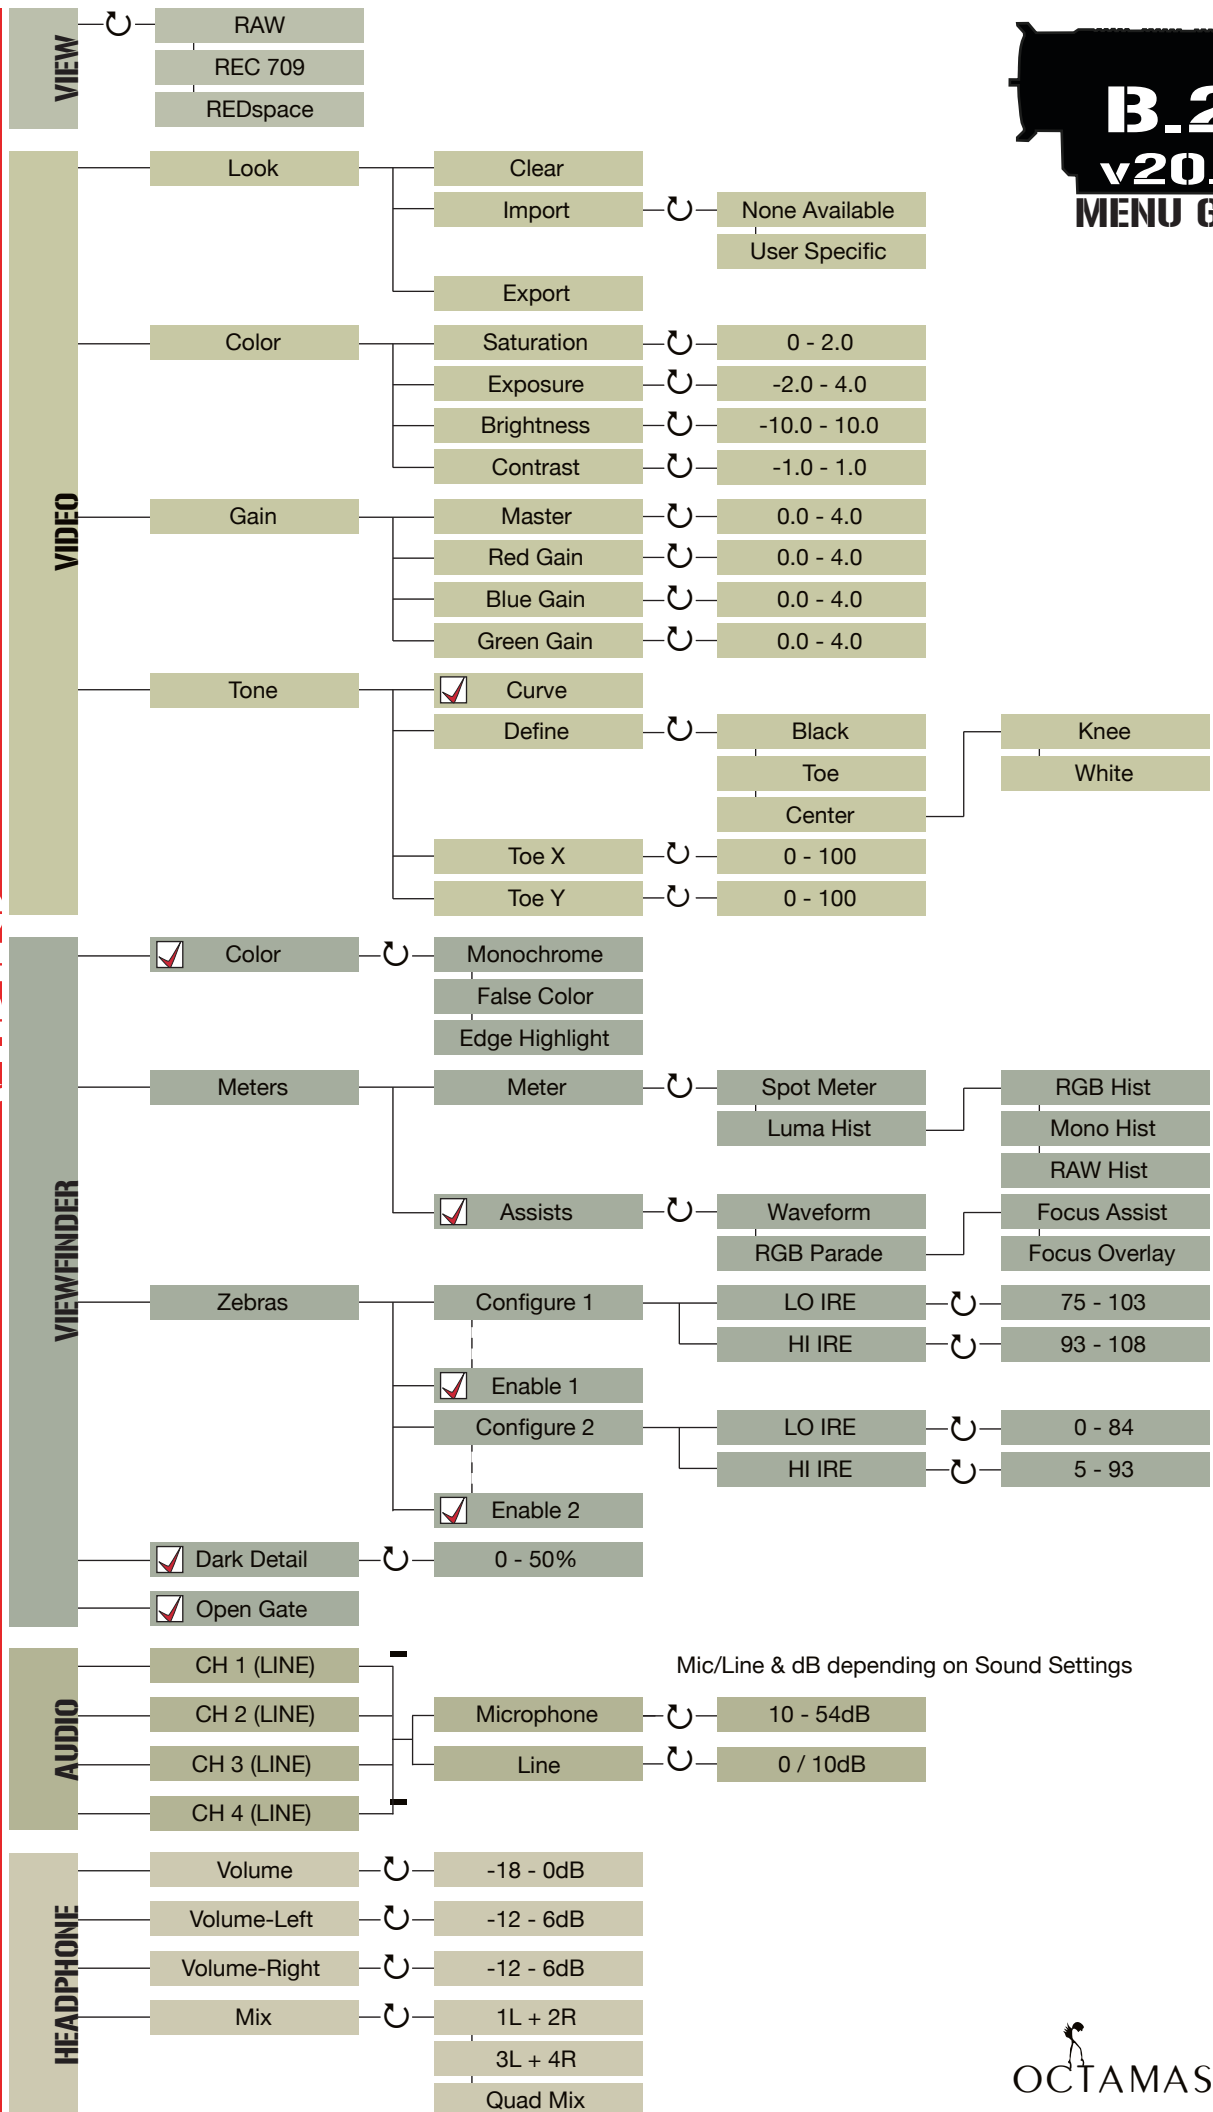 VIEW
RAW
REC 709
REDspace
B.2
v20.
MENU G
VIDEO
Look
Clear
Import
None Available
User Specific
Export
Color
Saturation
0 - 2.0
Exposure
-2.0 - 4.0
Brightness
-10.0 - 10.0
Contrast
-1.0 - 1.0
Gain
Master
0.0 - 4.0
Red Gain
0.0 - 4.0
Blue Gain
0.0 - 4.0
Green Gain
0.0 - 4.0
Tone
Curve
Define
Black
Knee
Toe
White
Center
Toe X
0 - 100
Toe Y
0 - 100
VIEWFINDER
Color
Monochrome
False Color
Edge Highlight
Meters
Meter
Spot Meter
RGB Hist
Luma Hist
Mono Hist
RAW Hist
Assists
Waveform
Focus Assist
RGB Parade
Focus Overlay
Zebras
Configure 1
LO IRE
75 - 103
HI IRE
93 - 108
Enable 1
Configure 2
LO IRE
0 - 84
HI IRE
5 - 93
Enable 2
Dark Detail
0 - 50%
Open Gate
AUDIO
CH 1 (LINE)
Mic/Line & dB depending on Sound Settings
CH 2 (LINE)
Microphone
10 - 54dB
CH 3 (LINE)
Line
0 / 10dB
CH 4 (LINE)
HEADPHONE
Volume
-18 - 0dB
Volume-Left
-12 - 6dB
Volume-Right
-12 - 6dB
Mix
1L + 2R
3L + 4R
Quad Mix
OCTAMAS